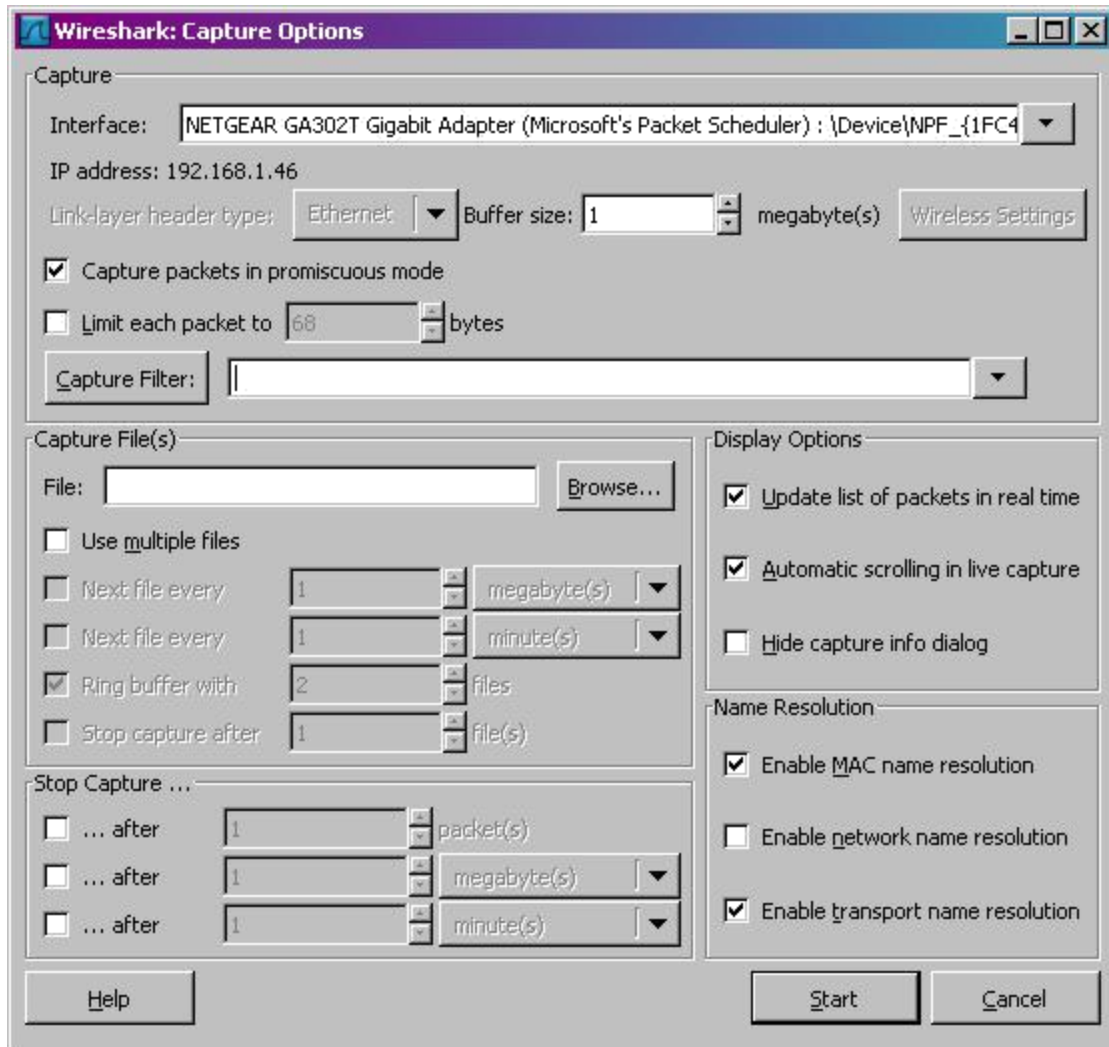 Wireshark: Capture Options
Capture
Interface: NETGEAR GA302T Gigabit Adapter (Microsoft's Packet Scheduler) : \Device\NPF_{1FC4
IP address: 192.168.1.46
Link-layer header type: Ethernet Buffer size: 1 megabyte(s) Wireless Settings
Capture packets in promiscuous mode
Limit each packet to 68 bytes
Capture Filter:
Capture File(s)
File: Browse...
Use multiple files
Next file every 1 megabyte(s)
Next file every 1 minute(s)
Ring buffer with 2 files
Stop capture after 1 file(s)
Stop Capture ...
... after 1 packet(s)
... after 1 megabyte(s)
... after 1 minute(s)
Display Options
Update list of packets in real time
Automatic scrolling in live capture
Hide capture info dialog
Name Resolution
Enable MAC name resolution
Enable network name resolution
Enable transport name resolution
Help Start Cancel